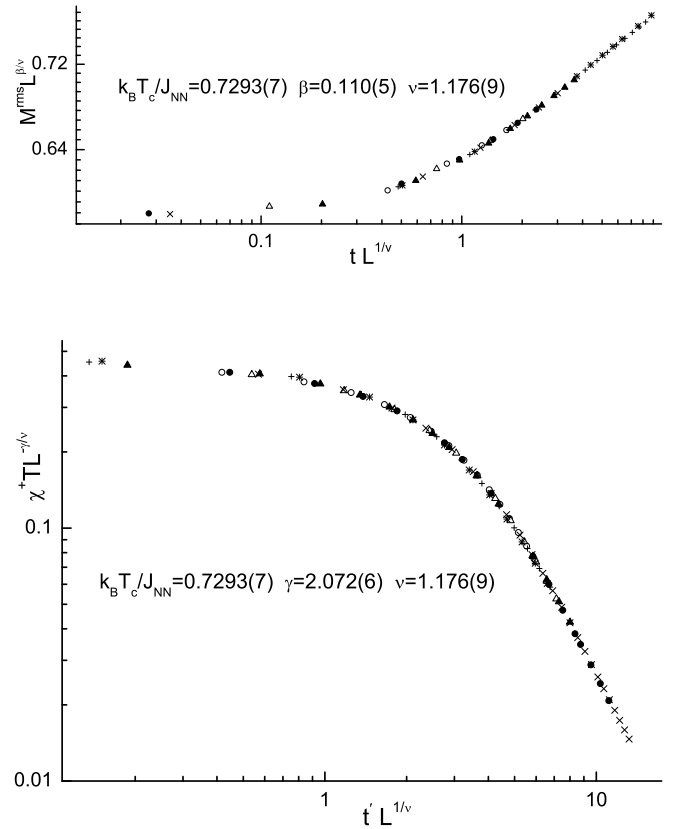 M^rms L^β/ν
0.72
0.64
k_B T_c/J_NN=0.7293(7) β=0.110(5) ν=1.176(9)
0.1 1
t L^1/ν
χ^+ T L^-γ/ν
0.1
0.01
k_B T_c/J_NN=0.7293(7) γ=2.072(6) ν=1.176(9)
1 10
t′ L^1/ν